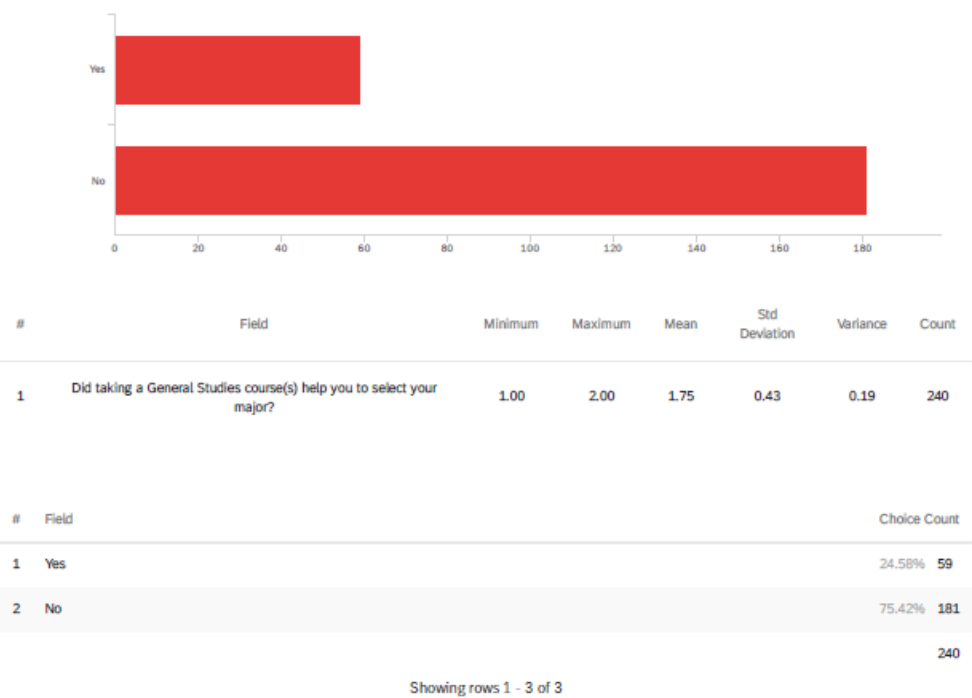 Yes
No
0 20 40 60 80 100 120 140 160 180
# Field Minimum Maximum Mean Std Deviation Variance Count
1 Did taking a General Studies course(s) help you to select your major? 1.00 2.00 1.75 0.43 0.19 240
# Field Choice Count
1 Yes 24.58% 59
2 No 75.42% 181
240
Showing rows 1 - 3 of 3